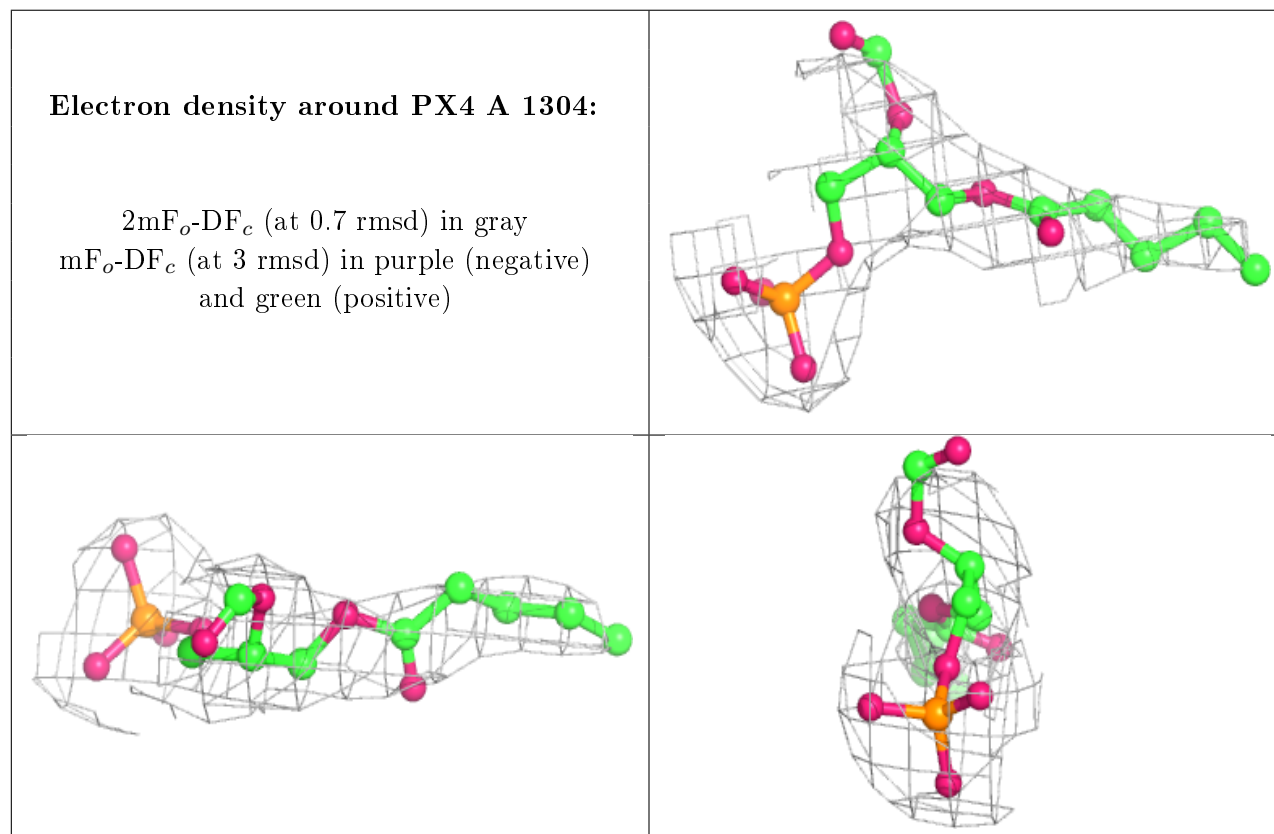 Electron density around PX4 A 1304:
2mFo-DFc (at 0.7 rmsd) in gray
mFo-DFc (at 3 rmsd) in purple (negative)
and green (positive)